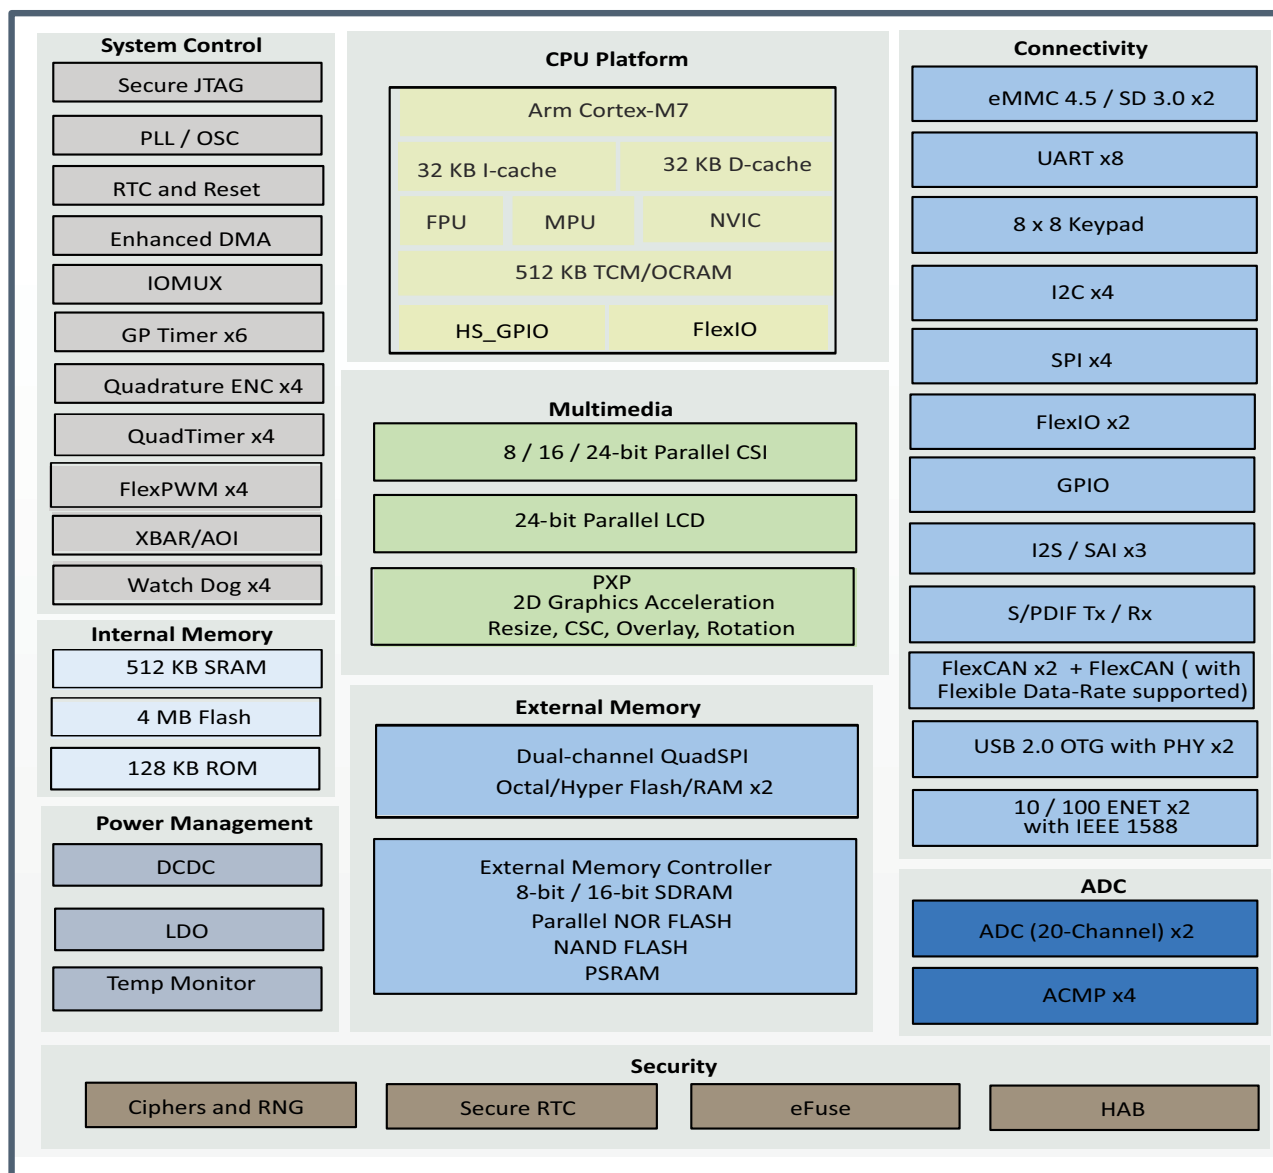 System Control
Secure JTAG
PLL / OSC
RTC and Reset
Enhanced DMA
IOMUX
GP Timer x6
Quadrature ENC x4
QuadTimer x4
FlexPWM x4
XBAR/AOI
Watch Dog x4
Internal Memory
512 KB SRAM
4 MB Flash
128 KB ROM
Power Management
DCDC
LDO
Temp Monitor
CPU Platform
Arm Cortex-M7
32 KB I-cache
32 KB D-cache
FPU
MPU
NVIC
512 KB TCM/OCRAM
HS_GPIO
FlexIO
Multimedia
8 / 16 / 24-bit Parallel CSI
24-bit Parallel LCD
PXP
2D Graphics Acceleration
Resize, CSC, Overlay, Rotation
External Memory
Dual-channel QuadSPI
Octal/Hyper Flash/RAM x2
External Memory Controller
8-bit / 16-bit SDRAM
Parallel NOR FLASH
NAND FLASH
PSRAM
Connectivity
eMMC 4.5 / SD 3.0 x2
UART x8
8 x 8 Keypad
I2C x4
SPI x4
FlexIO x2
GPIO
I2S / SAI x3
S/PDIF Tx / Rx
FlexCAN x2 + FlexCAN ( with
Flexible Data-Rate supported)
USB 2.0 OTG with PHY x2
10 / 100 ENET x2
with IEEE 1588
ADC
ADC (20-Channel) x2
ACMP x4
Security
Ciphers and RNG
Secure RTC
eFuse
HAB